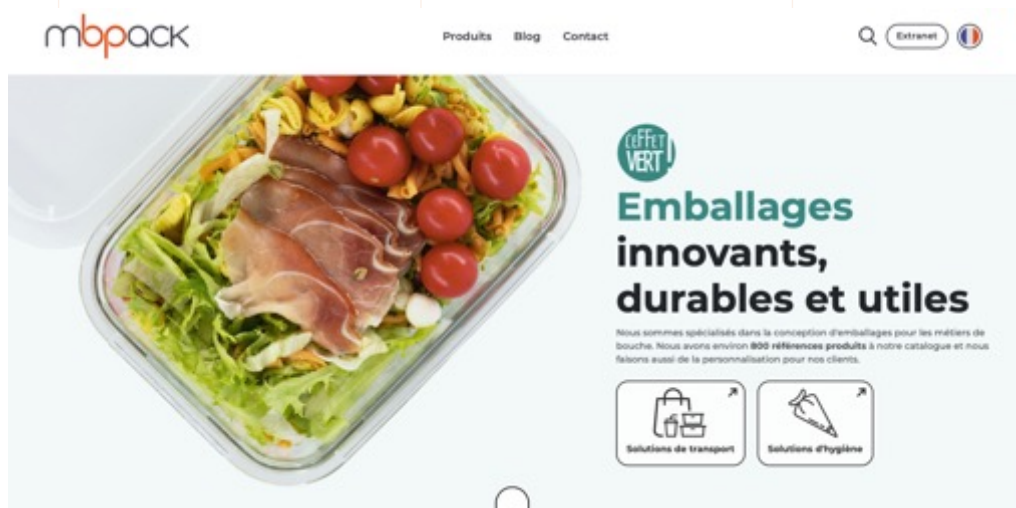 mbpack
Produits Blog Contact
Extranet
L'EFFET
VERT!
Emballages
innovants,
durables et utiles
Nous sommes spécialisés dans la conception d'emballages pour les métiers de
bouche. Nous avons environ 800 références produits à notre catalogue et nous
faisons aussi de la personnalisation pour nos clients.
Solutions de transport
Solutions d'hygiène